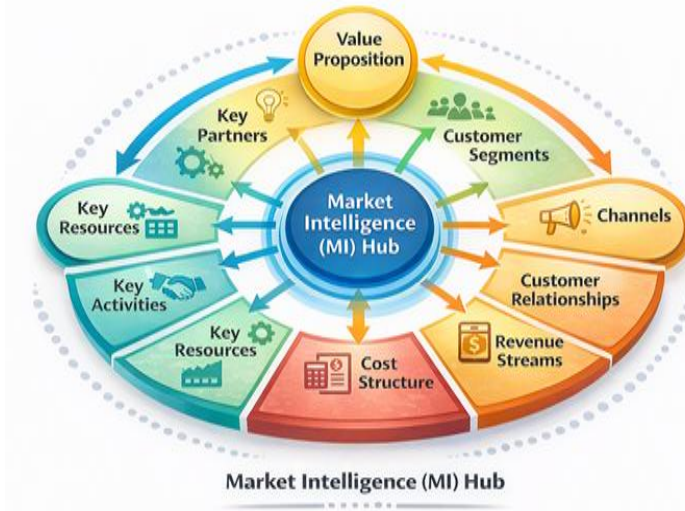 Value
Proposition
Key
Partners
Customer
Segments
Key
Resources
Market
Intelligence
(MI) Hub
Channels
Key
Activities
Customer
Relationships
Key
Resources
Cost
Structure
Revenue
Streams
$
$
Market Intelligence (MI) Hub